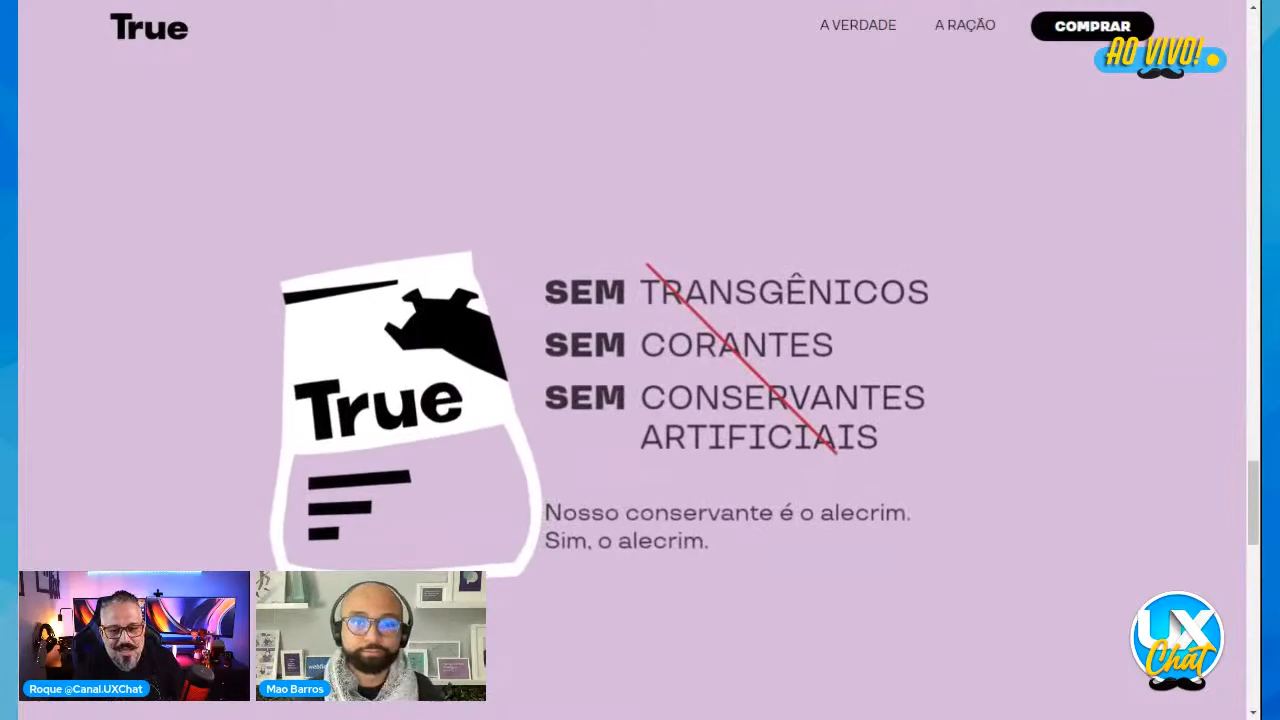 True
A VERDADE
A RAÇÃO
COMPRAR
AO VIVO!
SEM TRANSGÊNICOS
SEM CORANTES
SEM CONSERVANTES
ARTIFICIAIS
True
Nosso conservante é o alecrim.
Sim, o alecrim.
Roque @Canal.UXChat
Mao Barros
UX
Chat